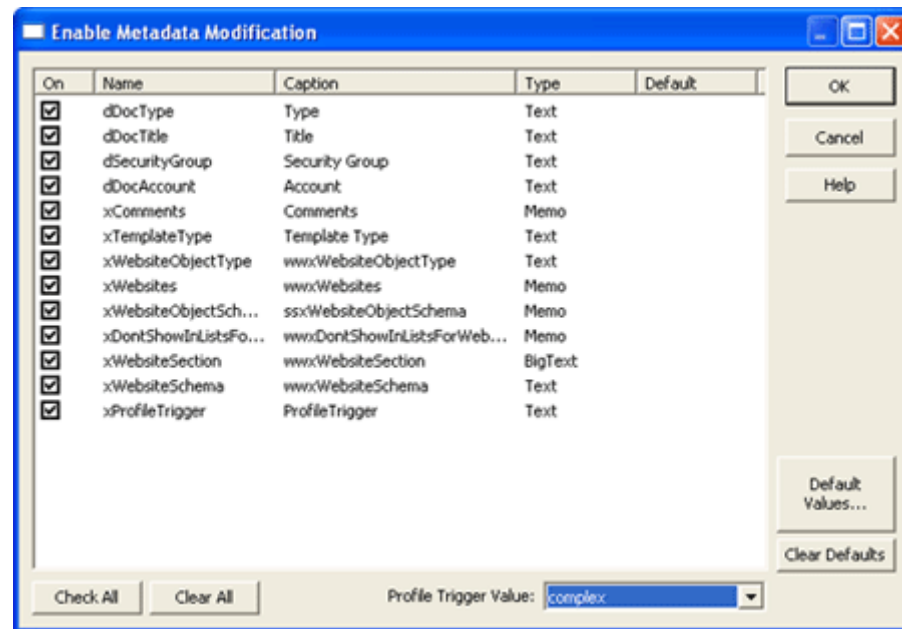 Enable Metadata Modification
On Name Caption Type Default
OK
dDocType Type Text
dDocTitle Title Text
Cancel
dSecurityGroup Security Group Text
dDocAccount Account Text
Help
xComments Comments Memo
xTemplateType Template Type Text
xWebsiteObjectType wwxWebsiteObjectType Text
xWebsites wwxWebsites Memo
xWebsiteObjectSch... ssxWebsiteObjectSchema Memo
xDontShowInListsFo... wwxDontShowInListsForWeb... Memo
xWebsiteSection wwxWebsiteSection BigText
xWebsiteSchema wwxWebsiteSchema Text
xProfileTrigger ProfileTrigger Text
Default
Values...
Clear Defaults
Check All Clear All Profile Trigger Value: complex